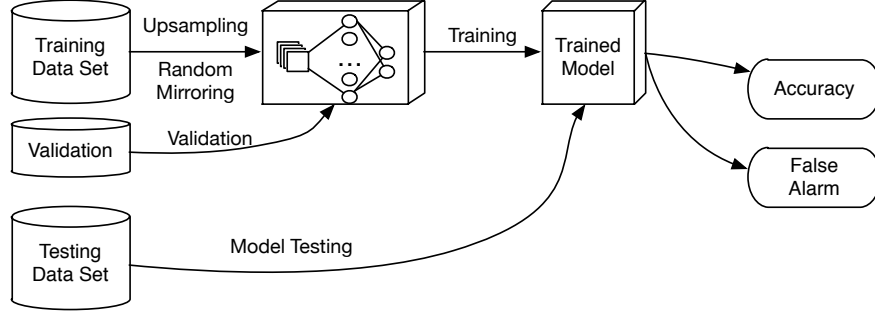 Training
Data Set
Upsampling
Random
Mirroring
...
Training
Trained
Model
Accuracy
Validation
Validation
False
Alarm
Testing
Data Set
Model Testing